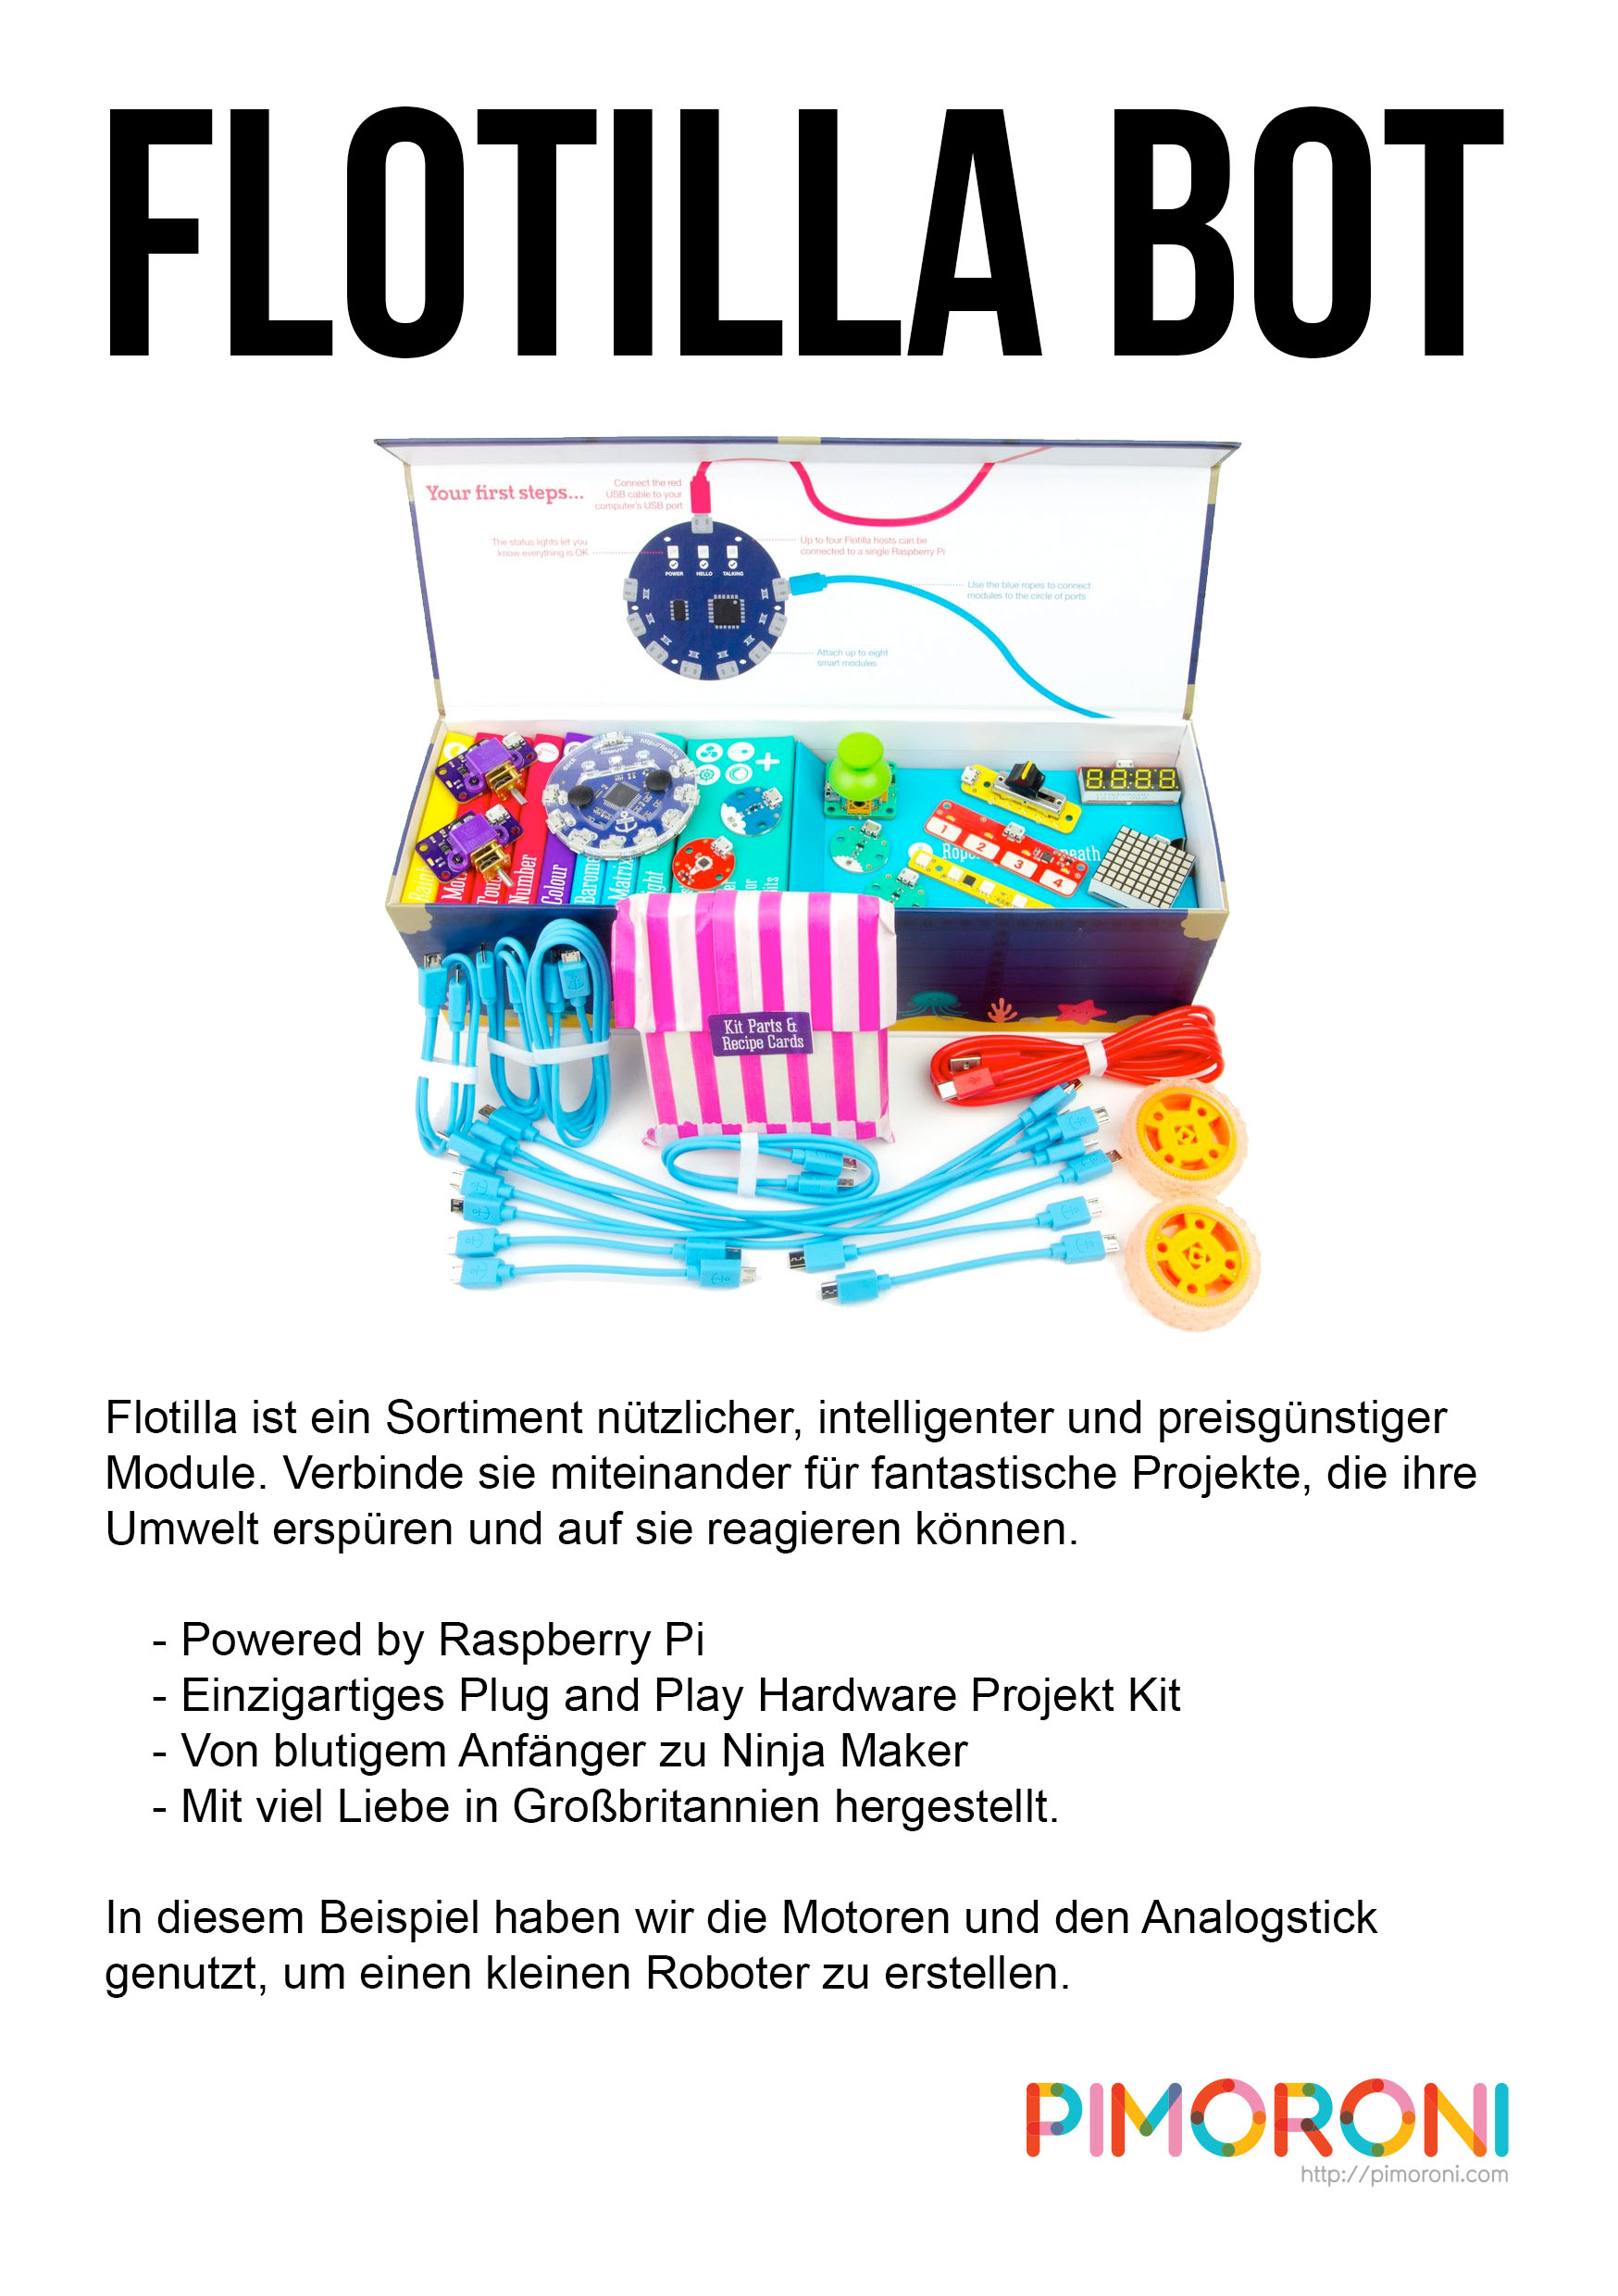 FLOTILLA BOT
Your first steps...
Connect the red
USB cable to your
computer's USB port
The status lights let you
know everything is OK
Up to four Flotilla hosts can be
connected to a single Raspberry Pi
POWER HELLO TALKING
Use the blue ropes to connect
modules to the circle of ports
Attach up to eight
smart modules
Number
Colour
Matrix
1 2 3 4
Kit Parts &
Recipe Cards
Flotilla ist ein Sortiment nützlicher, intelligenter und preisgünstiger
Module. Verbinde sie miteinander für fantastische Projekte, die ihre
Umwelt erspüren und auf sie reagieren können.
- Powered by Raspberry Pi
- Einzigartiges Plug and Play Hardware Projekt Kit
- Von blutigem Anfänger zu Ninja Maker
- Mit viel Liebe in Großbritannien hergestellt.
In diesem Beispiel haben wir die Motoren und den Analogstick
genutzt, um einen kleinen Roboter zu erstellen.
PIMORONI
http://pimoroni.com